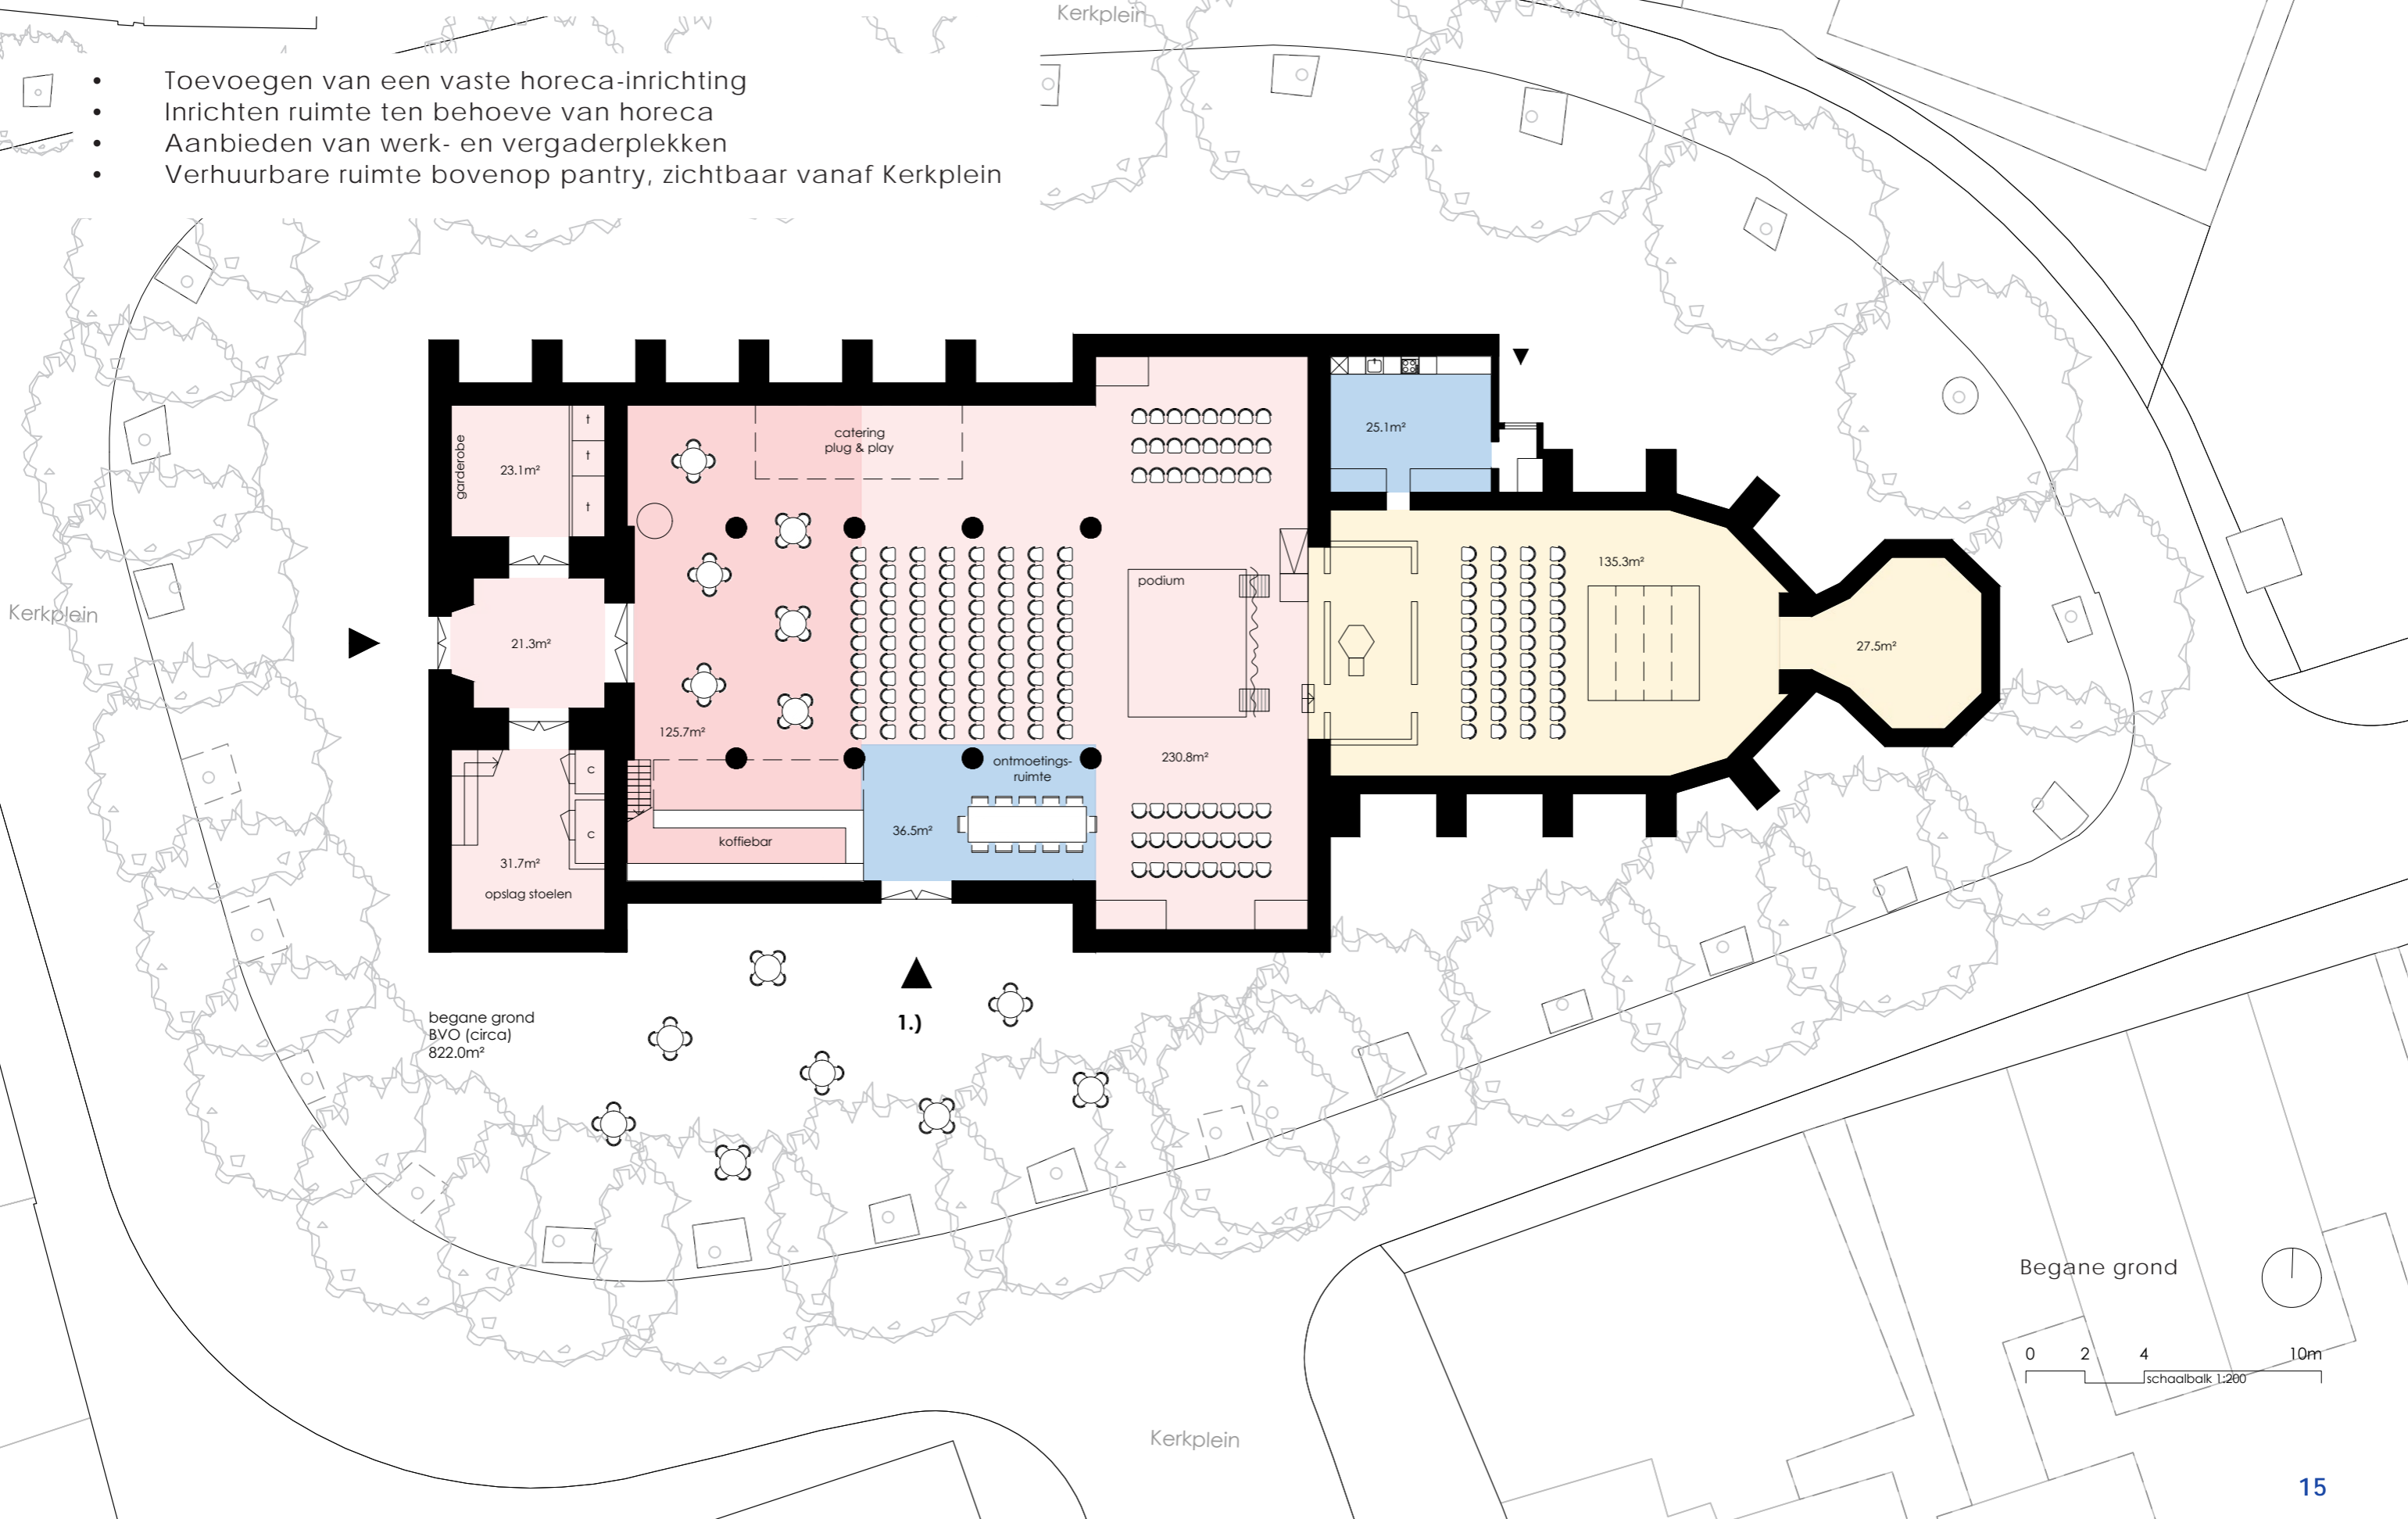 Kerkplein
• Toevoegen van een vaste horeca-inrichting
• Inrichten ruimte ten behoeve van horeca
• Aanbieden van werk- en vergaderplekken
• Verhuurbare ruimte bovenop pantry, zichtbaar vanaf Kerkplein
catering
plug & play
25.1m²
garderobe
23.1m²
t
t
t
135.3m²
podium
Kerkplein
21.3m²
27.5m²
125.7m²
230.8m²
ontmoetings-
ruimte
c
c
36.5m²
koffiebar
31.7m²
opslag stoelen
begane grond
BVO (circa)
822.0m²
1.)
Begane grond
0 2 4 10m
schaalbalk 1:200
Kerkplein
15